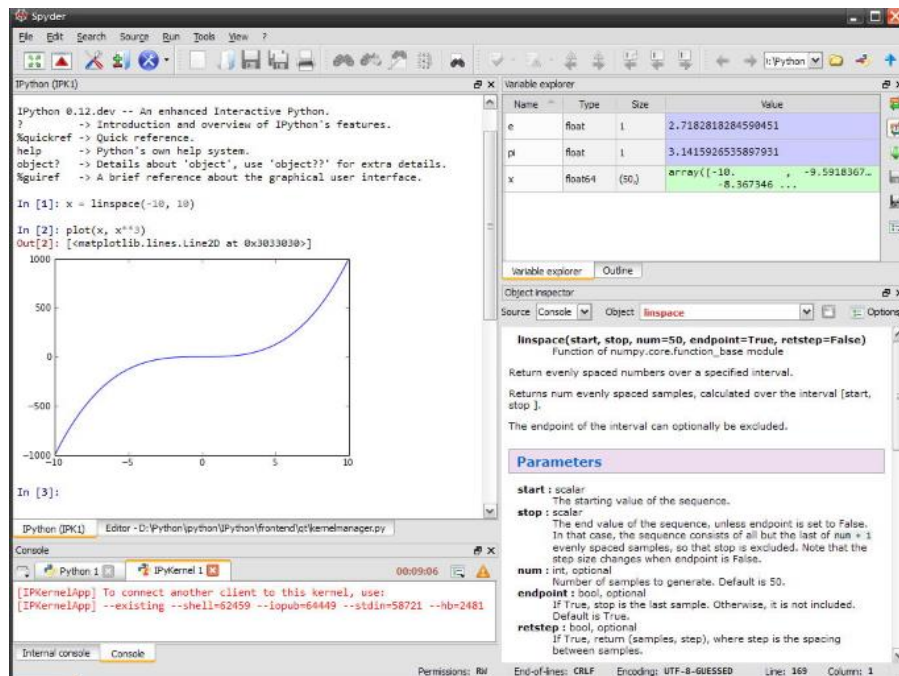 Spyder
File Edit Search Source Run Tools View ?
IPython (IPK1)
IPython 0.12.dev -- An enhanced Interactive Python.
? -> Introduction and overview of IPython's features.
%quickref -> Quick reference.
help -> Python's own help system.
object? -> Details about 'object', use 'object??' for extra details.
%guiref -> A brief reference about the graphical user interface.
In [1]: x = linspace(-10, 10)
In [2]: plot(x, x**3)
Out[2]: [<matplotlib.lines.Line2D at 0x3033030>]
1000
500
0
−500
−1000
−10 −5 0 5 10
In [3]:
IPython (IPK1) Editor - D:\Python\python\IPython\frontend\qt\kernelmanager.py
Console
Python 1 IPyKernel 1 00:09:06
[IPKernelApp] To connect another client to this kernel, use:
[IPKernelApp] --existing --shell=62459 --iopub=64449 --stdin=58721 --hb=2481
Internal console Console
Variable explorer
Name Type Size Value
e float 1 2.7182818284590451
pi float 1 3.1415926535897931
x float64 (50,) array([-10. , -9.5918367...
-8.367346 ...
Variable explorer Outline
Object inspector
Source Console Object linspace Options
linspace(start, stop, num=50, endpoint=True, retstep=False)
Function of numpy.core.function_base module
Return evenly spaced numbers over a specified interval.
Returns num evenly spaced samples, calculated over the interval [start,
stop ].
The endpoint of the interval can optionally be excluded.
Parameters
start : scalar
The starting value of the sequence.
stop : scalar
The end value of the sequence, unless endpoint is set to False.
In that case, the sequence consists of all but the last of num + 1
evenly spaced samples, so that stop is excluded. Note that the
step size changes when endpoint is False.
num : int, optional
Number of samples to generate. Default is 50.
endpoint : bool, optional
If True, stop is the last sample. Otherwise, it is not included.
Default is True.
retstep : bool, optional
If True, return (samples, step), where step is the spacing
between samples.
Permissions: RW End-of-lines: CRLF Encoding: UTF-8-GUESSED Line: 169 Column: 1